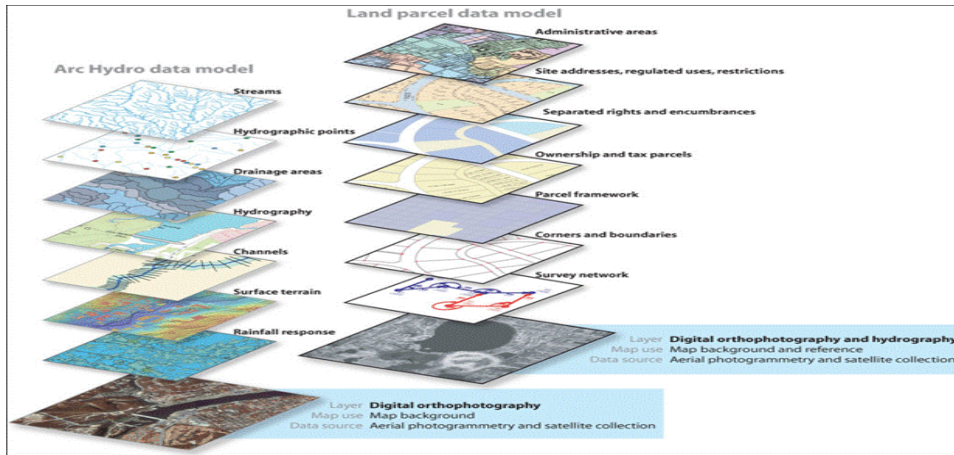 Land parcel data model
Administrative areas
Arc Hydro data model
Site addresses, regulated uses, restrictions
Streams
Separated rights and encumbrances
Hydrographic points
Ownership and tax parcels
Drainage areas
Parcel framework
Hydrography
Corners and boundaries
Channels
Survey network
Surface terrain
Rainfall response
Layer Digital orthophotography and hydrography
Map use Map background and reference
Data source Aerial photogrammetry and satellite collection
Layer Digital orthophotography
Map use Map background
Data source Aerial photogrammetry and satellite collection